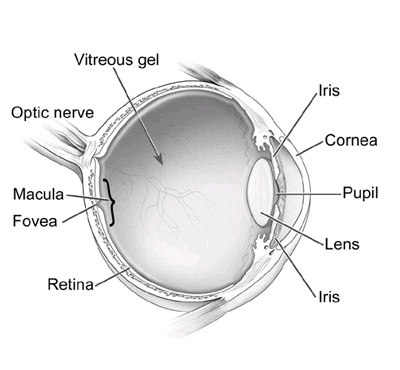 Vitreous gel
Iris
Optic nerve
Cornea
Macula
Pupil
Fovea
Lens
Retina
Iris